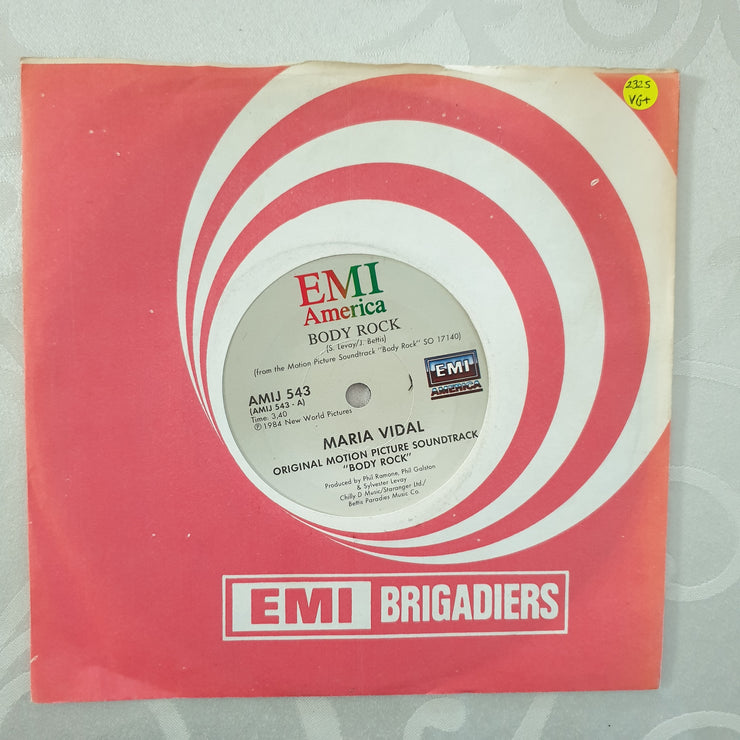 2325
VG+
EMI
America
BODY ROCK
(S. Levay/J. Bettis)
(from the Motion Picture Soundtrack "Body Rock" SO 17140)
AMIJ 543
(AMIJ 543 - A)
Time: 3,40
℗ 1984 New World Pictures
EMI
AMERICA
MARIA VIDAL
ORIGINAL MOTION PICTURE SOUNDTRACK
"BODY ROCK"
Produced by Phil Ramone, Phil Galston
& Sylvester Levay
Chilly D Music/Staranger Ltd/
Bettis Paradies Music Co.
EMI BRIGADIERS